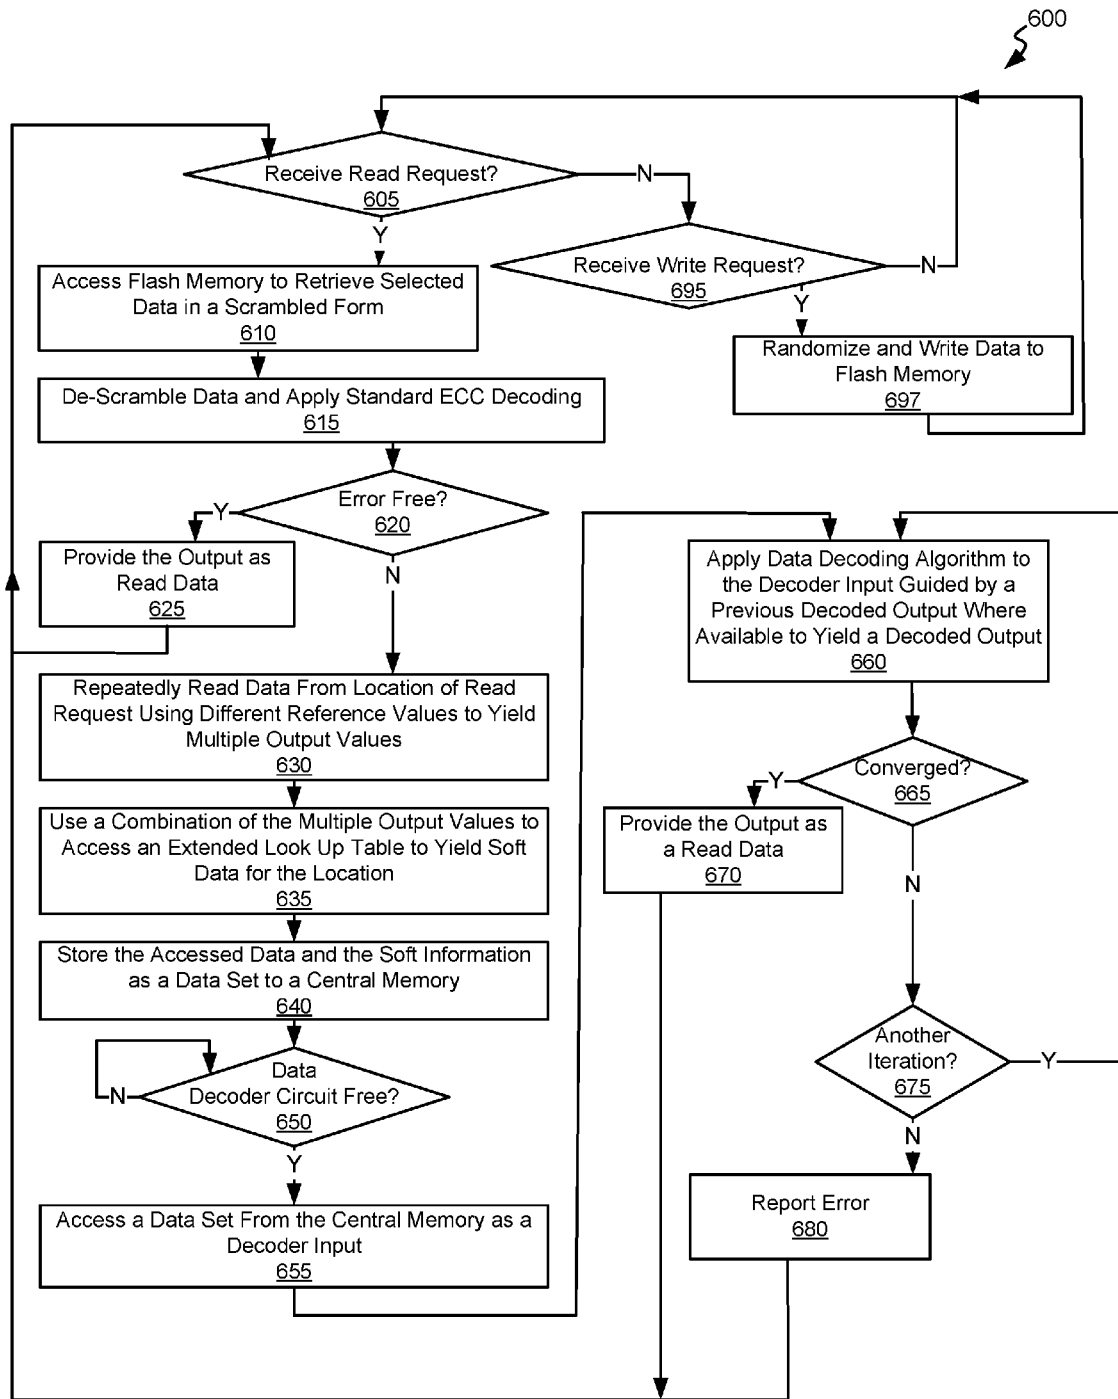 600
Receive Read Request?
605
N
Y
Receive Write Request?
695
N
Y
Access Flash Memory to Retrieve Selected
Data in a Scrambled Form
610
Randomize and Write Data to
Flash Memory
697
De-Scramble Data and Apply Standard ECC Decoding
615
Error Free?
620
Y
N
Provide the Output as
Read Data
625
Repeatedly Read Data From Location of Read
Request Using Different Reference Values to Yield
Multiple Output Values
630
Use a Combination of the Multiple Output Values to
Access an Extended Look Up Table to Yield Soft
Data for the Location
635
Store the Accessed Data and the Soft Information
as a Data Set to a Central Memory
640
Data
Decoder Circuit Free?
650
N
Y
Access a Data Set From the Central Memory as a
Decoder Input
655
Apply Data Decoding Algorithm to
the Decoder Input Guided by a
Previous Decoded Output Where
Available to Yield a Decoded Output
660
Converged?
665
Y
N
Provide the Output as
a Read Data
670
Another
Iteration?
675
Y
N
Report Error
680